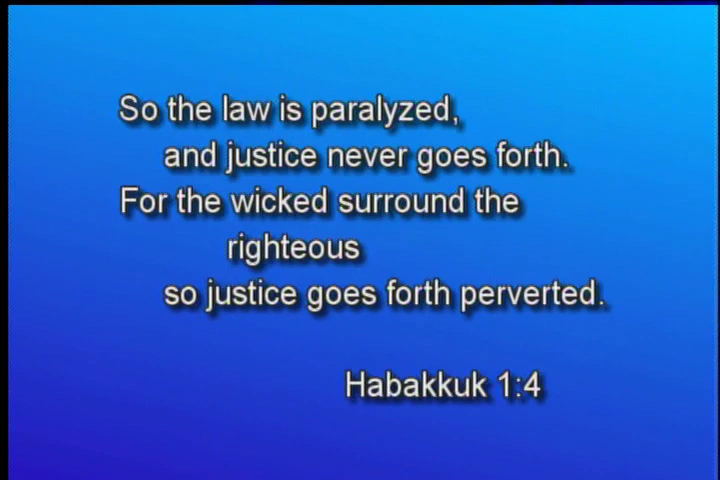 So the law is paralyzed,
and justice never goes forth.
For the wicked surround the
righteous
so justice goes forth perverted.
Habakkuk 1:4